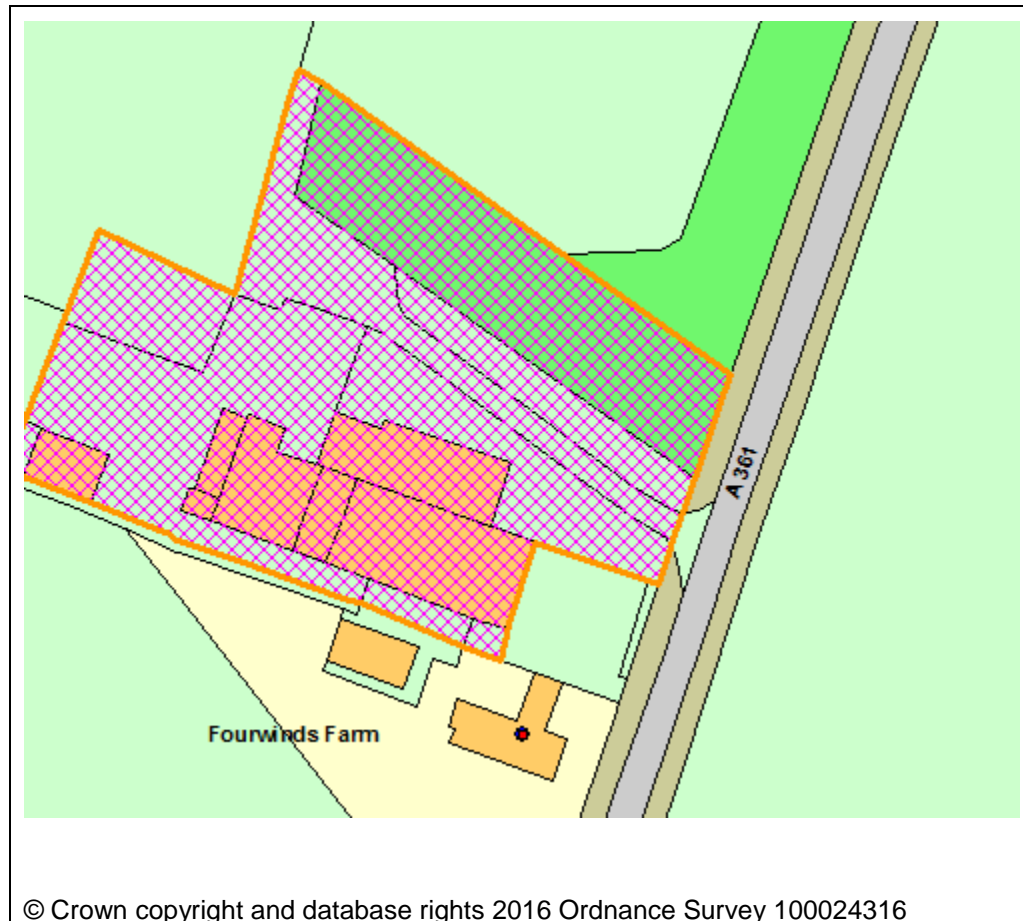 A 361
Fourwinds Farm
© Crown copyright and database rights 2016 Ordnance Survey 100024316